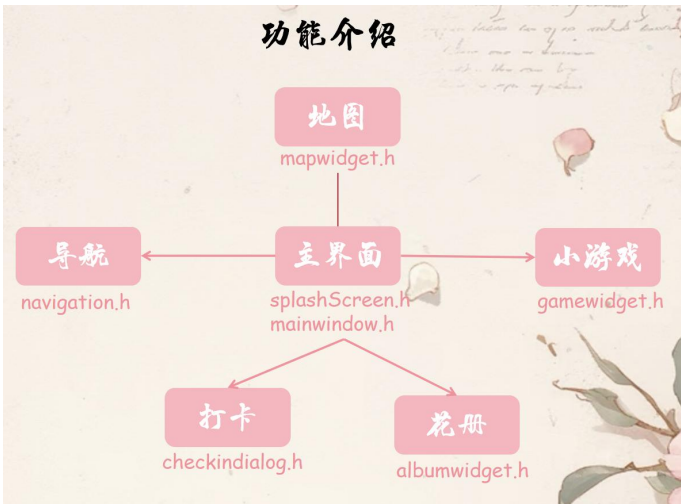 功能介绍
地图
mapwidget.h
导航
navigation.h
主界面
splashScreen.h
mainwindow.h
小游戏
gamewidget.h
打卡
checkindialog.h
花册
albumwidget.h